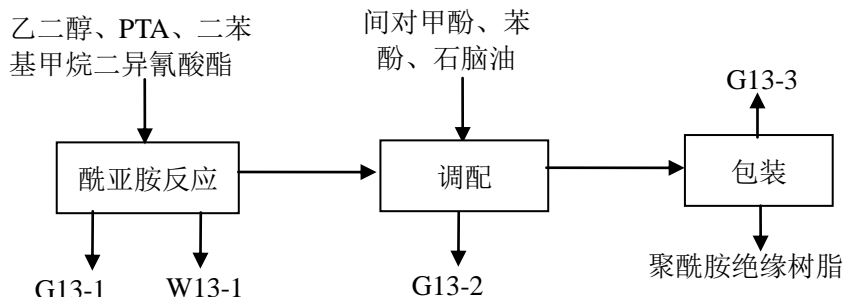 乙二醇、PTA、二苯
基甲烷二异氰酸酯
间对甲酚、苯
酚、石脑油
G13-3
酰亚胺反应
调配
包装
G13-1
W13-1
G13-2
聚酰胺绝缘树脂